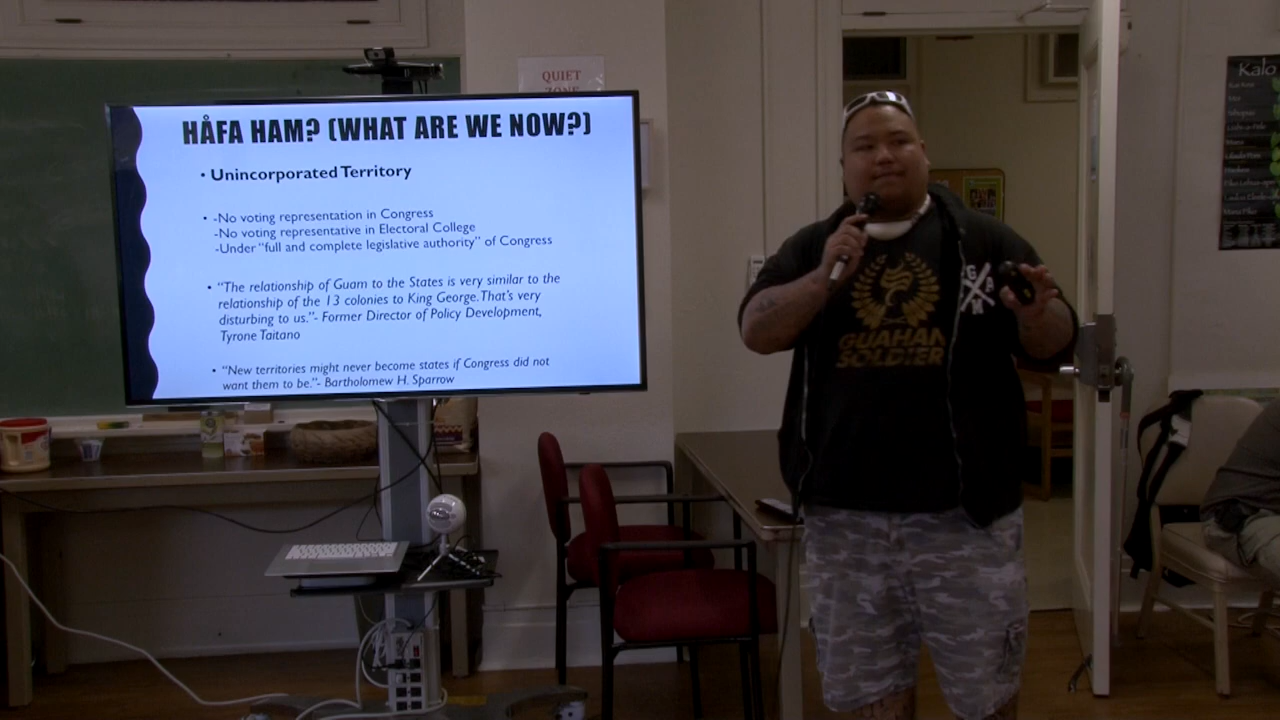 HÅFA HAM? (WHAT ARE WE NOW?)
• Unincorporated Territory
• -No voting representation in Congress
-No voting representative in Electoral College
-Under "full and complete legislative authority" of Congress
• "The relationship of Guam to the States is very similar to the
relationship of the 13 colonies to King George. That's very
disturbing to us."- Former Director of Policy Development,
Tyrone Taitano
• "New territories might never become states if Congress did not
want them to be."- Bartholomew H. Sparrow
QUIET
ZONE
GUAHAN
SOLDIER
Kalo